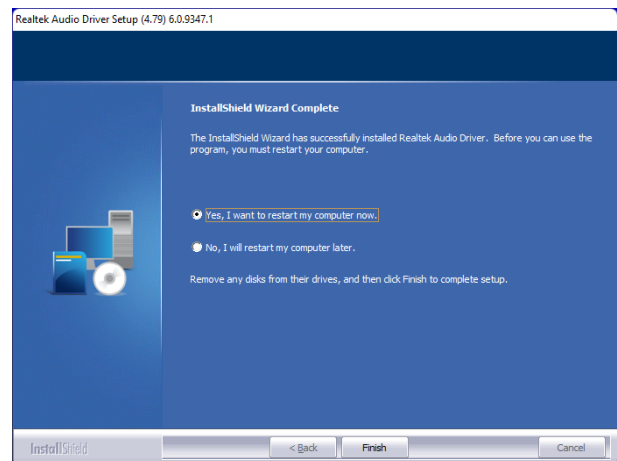 Realtek Audio Driver Setup (4.79) 6.0.9347.1
InstallShield Wizard Complete
The InstallShield Wizard has successfully installed Realtek Audio Driver. Before you can use the
program, you must restart your computer.
Yes, I want to restart my computer now.
No, I will restart my computer later.
Remove any disks from their drives, and then click Finish to complete setup.
InstallShield
< Back
Finish
Cancel